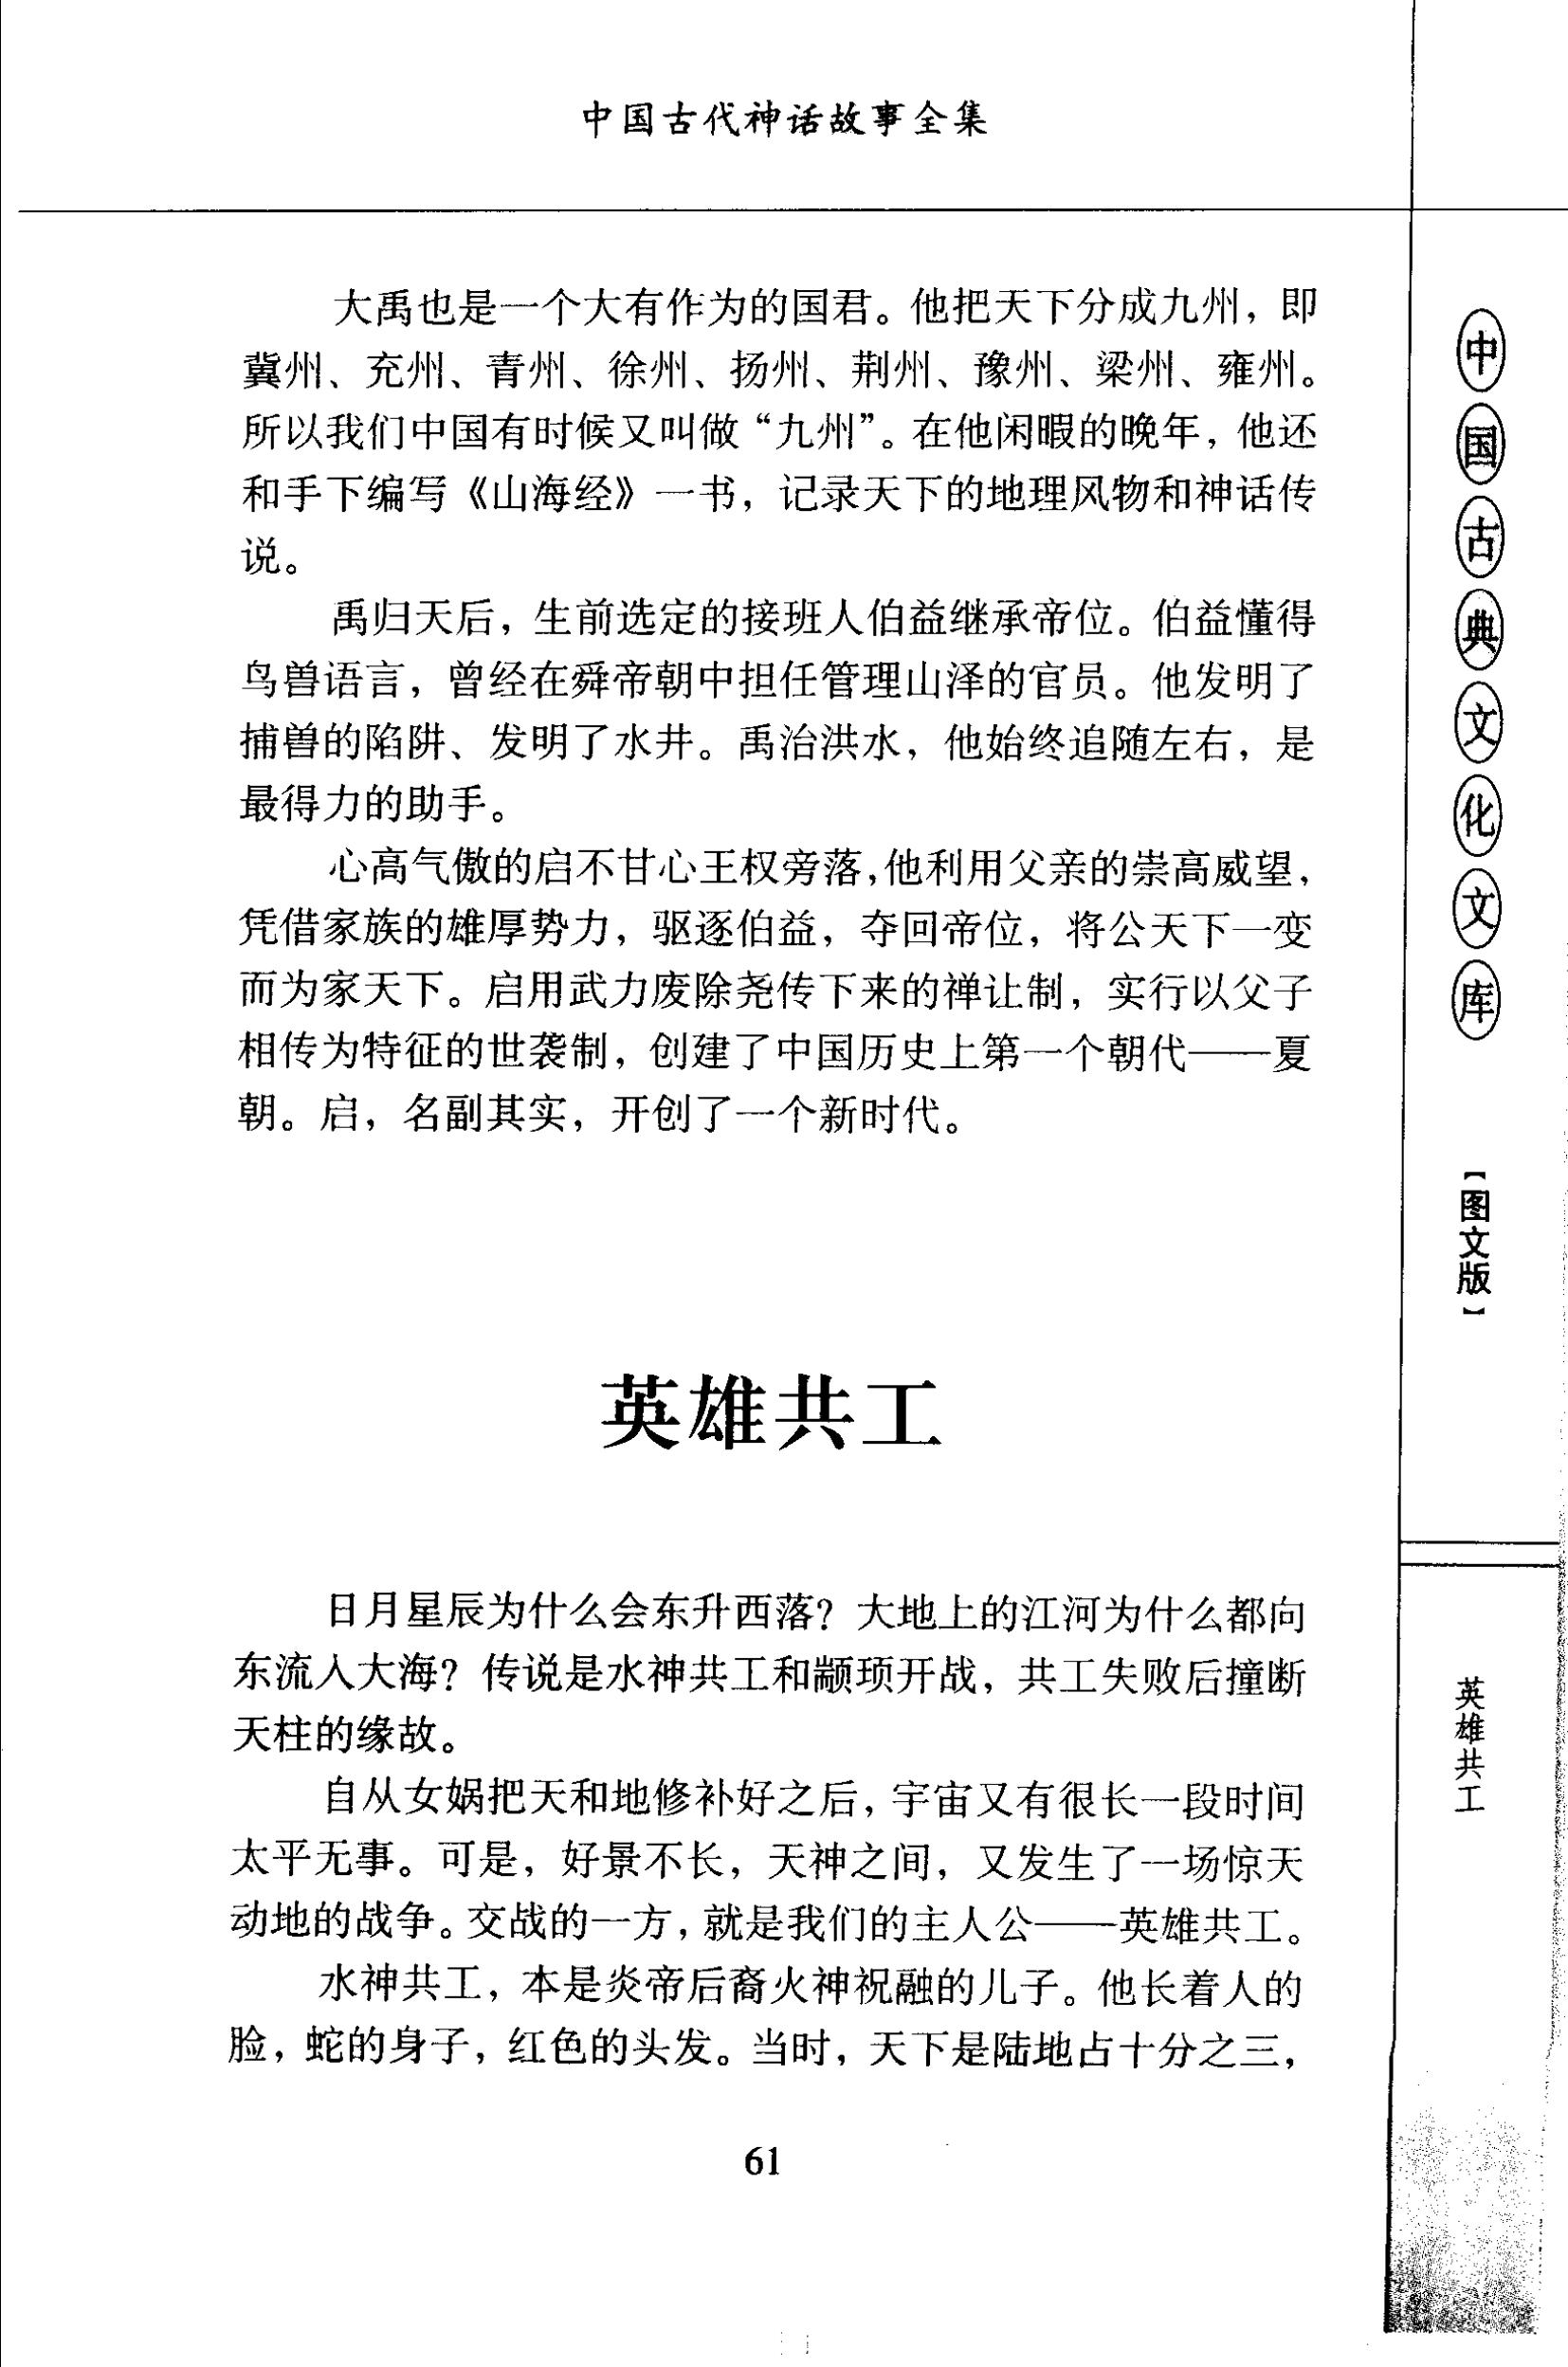 中国古代神话故事全集
大禹也是一个大有作为的国君。他把天下分成九州，即
冀州、充州、青州、徐州、扬州、荆州、豫州、梁州、雍州。
所以我们中国有时候又叫做“九州”。在他闲暇的晚年，他还
和手下编写《山海经》一书，记录天下的地理风物和神话传
说。
禹归天后，生前选定的接班人伯益继承帝位。伯益懂得
鸟兽语言，曾经在舜帝朝中担任管理山泽的官员。他发明了
捕兽的陷阱、发明了水井。禹治洪水，他始终追随左右，是
最得力的助手。
心高气傲的启不甘心王权旁落，他利用父亲的崇高威望，
凭借家族的雄厚势力，驱逐伯益，夺回帝位，将公天下一变
而为家天下。启用武力废除尧传下来的禅让制，实行以父子
相传为特征的世袭制，创建了中国历史上第一个朝代——夏
朝。启，名副其实，开创了一个新时代。
英雄共工
日月星辰为什么会东升西落？大地上的江河为什么都向
东流入大海？传说是水神共工和颛顼开战，共工失败后撞断
天柱的缘故。
自从女娲把天和地修补好之后，宇宙又有很长一段时间
太平无事。可是，好景不长，天神之间，又发生了一场惊天
动地的战争。交战的一方，就是我们的主人公——英雄共工。
水神共工，本是炎帝后裔火神祝融的儿子。他长着人的
脸，蛇的身子，红色的头发。当时，天下是陆地占十分之三，
61
中国古典文化文库
【图文版】
英雄共工